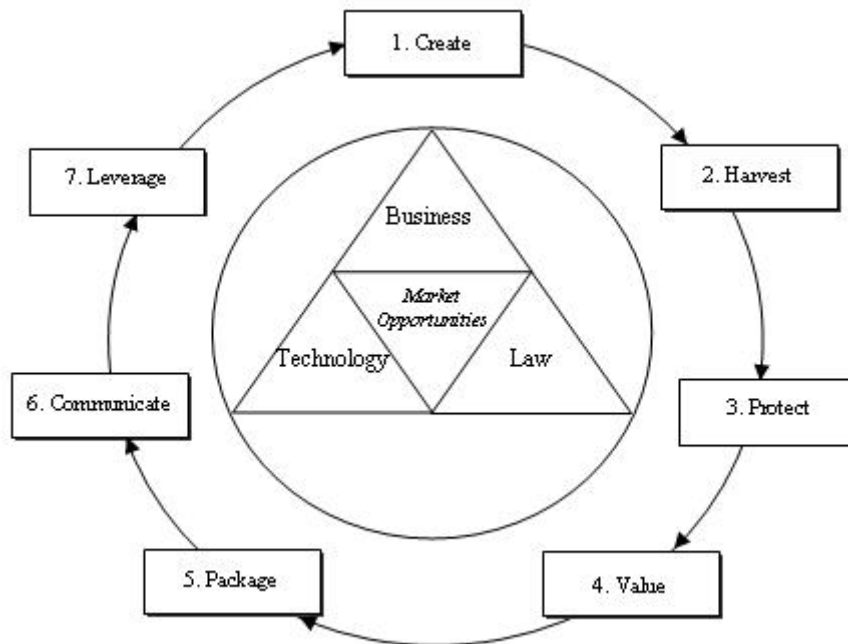 1. Create
7. Leverage
2. Harvest
Business
Market
Opportunities
Technology
Law
6. Communicate
3. Protect
5. Package
4. Value